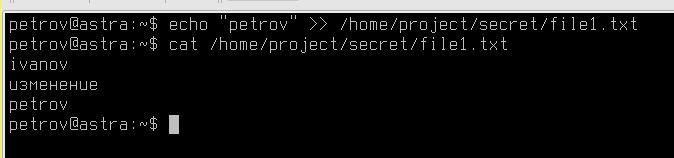 petrov@astra:~$ echo "petrov" >> /home/project/secret/file1.txt
petrov@astra:~$ cat /home/project/secret/file1.txt
ivanov
изменение
petrov
petrov@astra:~$